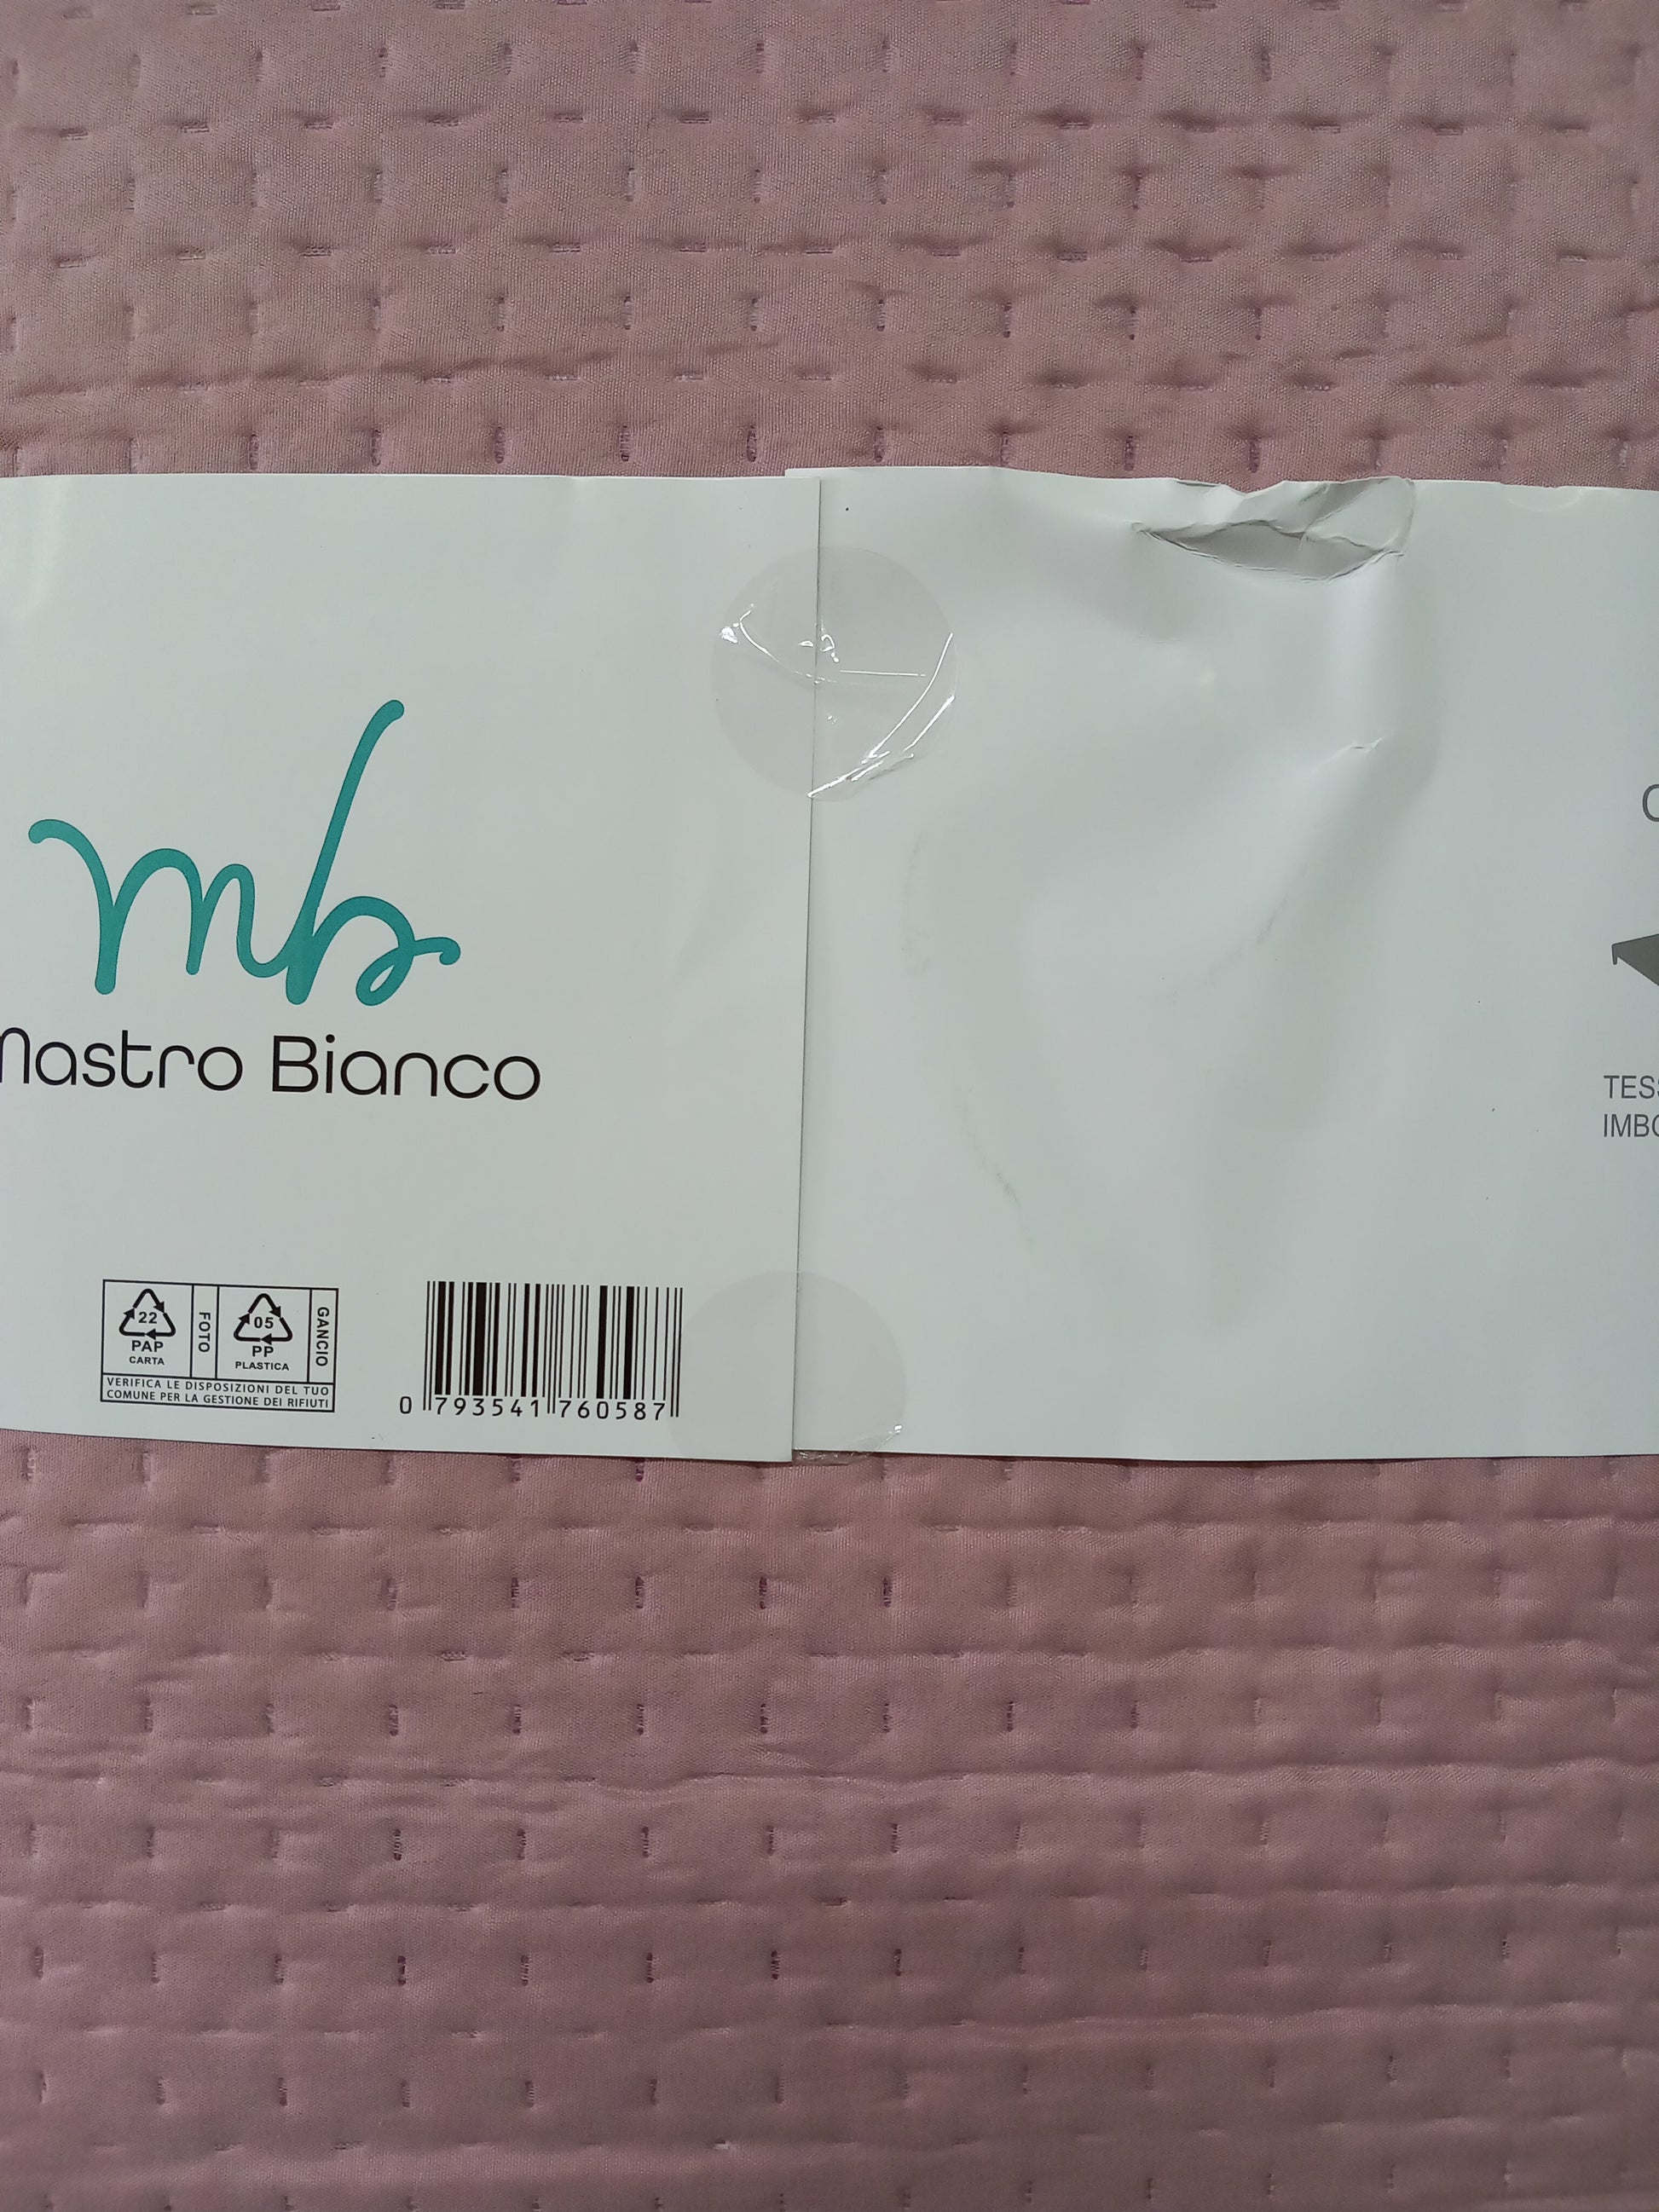 mb
Mastro Bianco
22
PAP
CARTA
FOTO
05
PP
PLASTICA
GANCIO
VERIFICA LE DISPOSIZIONI DEL TUO
COMUNE PER LA GESTIONE DEI RIFIUTI
0 793541 760587